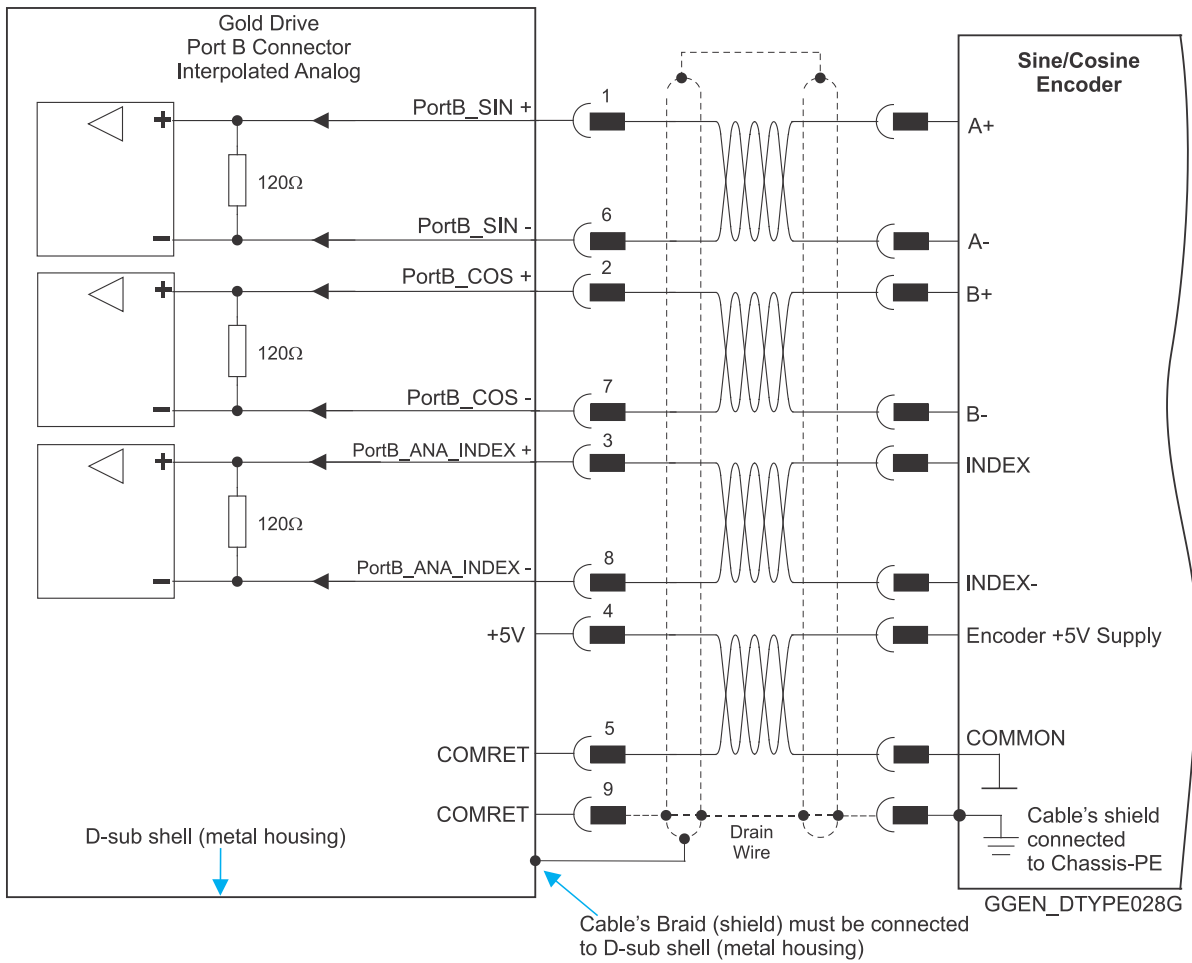 Gold Drive
Port B Connector
Interpolated Analog
Sine/Cosine
Encoder
+
PortB_SIN +
1
A+
120Ω
-
PortB_SIN -
6
A-
+
PortB_COS +
2
B+
120Ω
-
PortB_COS -
7
B-
+
PortB_ANA_INDEX +
3
INDEX
120Ω
-
PortB_ANA_INDEX -
8
INDEX-
+5V
4
Encoder +5V Supply
COMRET
5
COMMON
COMRET
9
Drain
Wire
Cable's shield
connected
to Chassis-PE
D-sub shell (metal housing)
GGEN_DTYPE028G
Cable's Braid (shield) must be connected
to D-sub shell (metal housing)